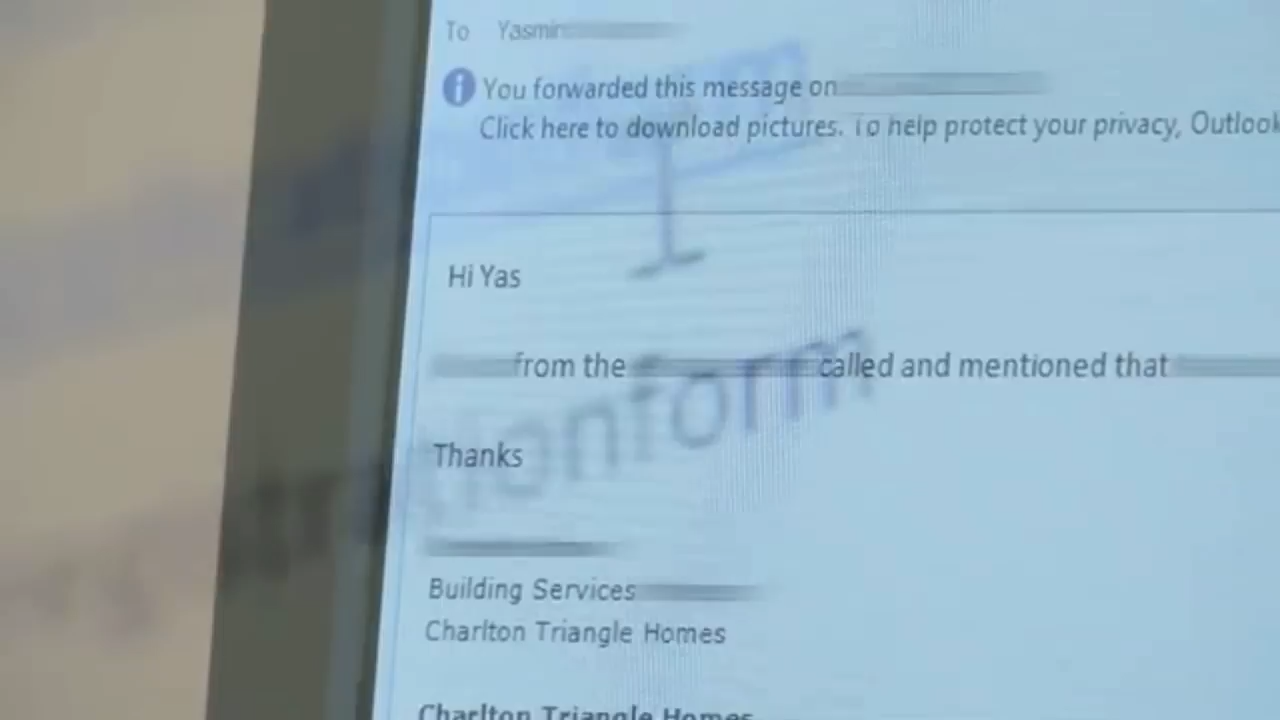 To Yasmin
You forwarded this message on
Click here to download pictures. To help protect your privacy, Outlook
Hi Yas
from the called and mentioned that
ionform
Thanks
Building Services
Charlton Triangle Homes
Charlton Triangle Homes